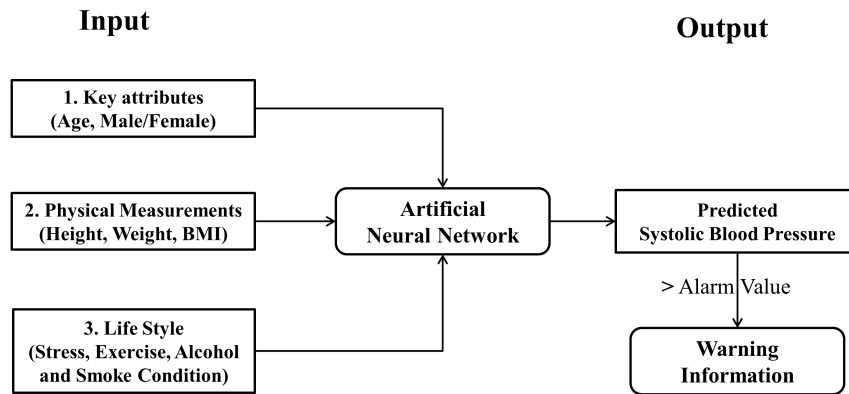 Input
Output
1. Key attributes
(Age, Male/Female)
2. Physical Measurements
(Height, Weight, BMI)
3. Life Style
(Stress, Exercise, Alcohol
and Smoke Condition)
Artificial
Neural Network
Predicted
Systolic Blood Pressure
> Alarm Value
Warning
Information